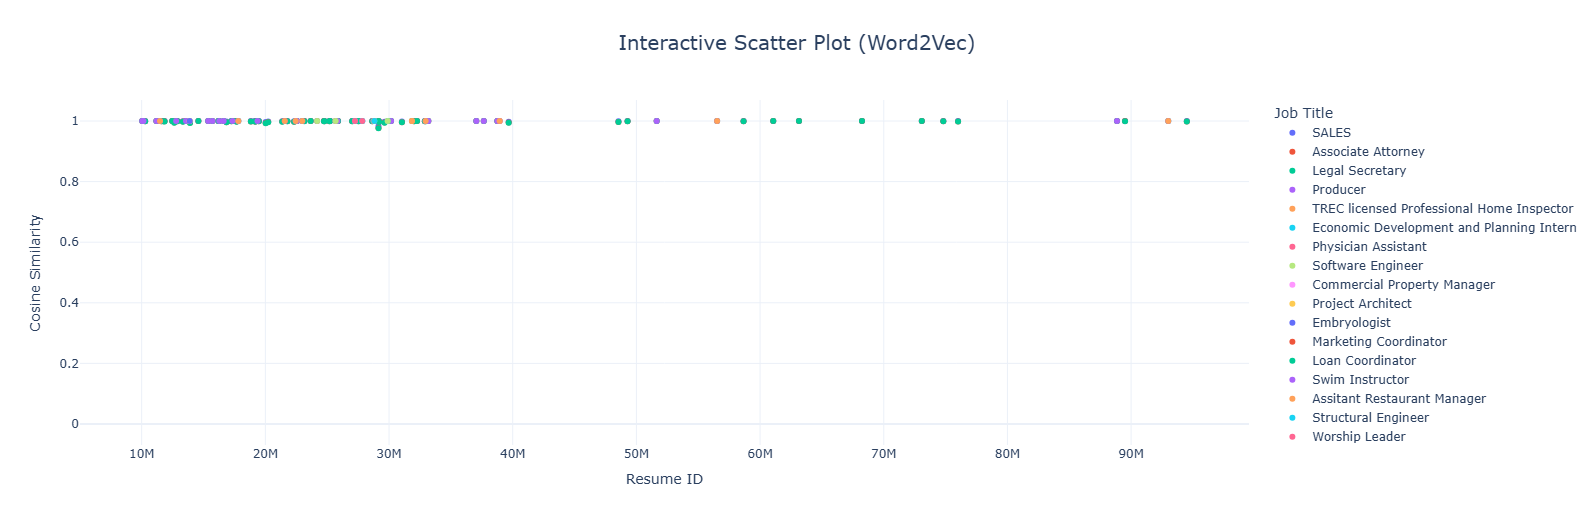 Interactive Scatter Plot (Word2Vec)
Cosine Similarity
1
0.8
0.6
0.4
0.2
0
10M
20M
30M
40M
50M
60M
70M
80M
90M
Resume ID
Job Title
SALES
Associate Attorney
Legal Secretary
Producer
TREC licensed Professional Home Inspector
Economic Development and Planning Intern
Physician Assistant
Software Engineer
Commercial Property Manager
Project Architect
Embryologist
Marketing Coordinator
Loan Coordinator
Swim Instructor
Assitant Restaurant Manager
Structural Engineer
Worship Leader